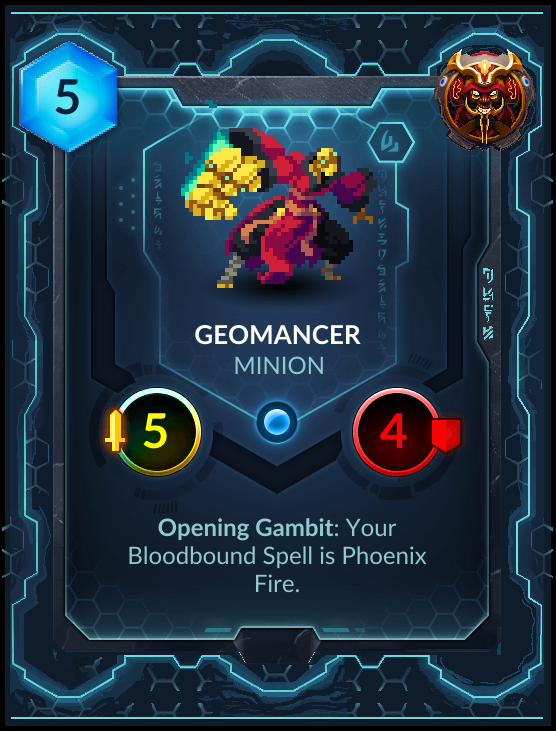 5
GEOMANCER
MINION
5
4
Opening Gambit: Your
Bloodbound Spell is Phoenix
Fire.